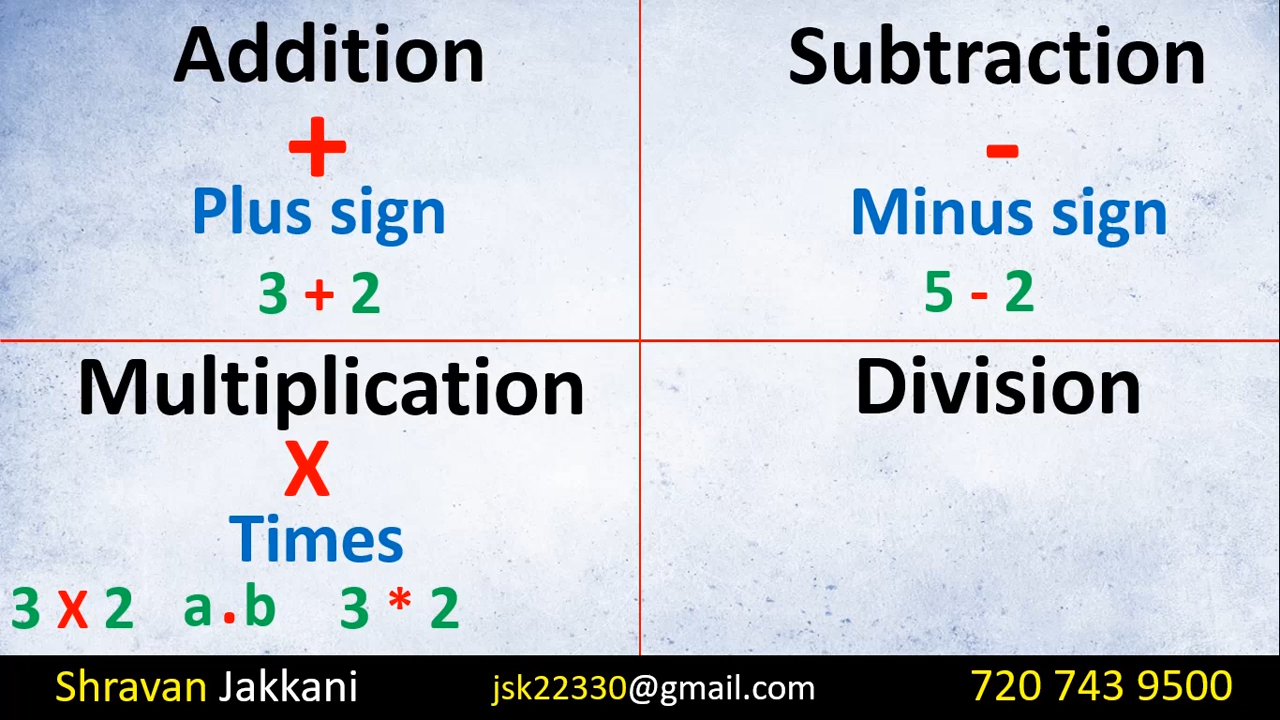 Addition
+
Plus sign
3 + 2
Subtraction
-
Minus sign
5 - 2
Multiplication
X
Times
3 X 2 a.b 3 * 2
Division
Shravan Jakkani jsk22330@gmail.com 720 743 9500